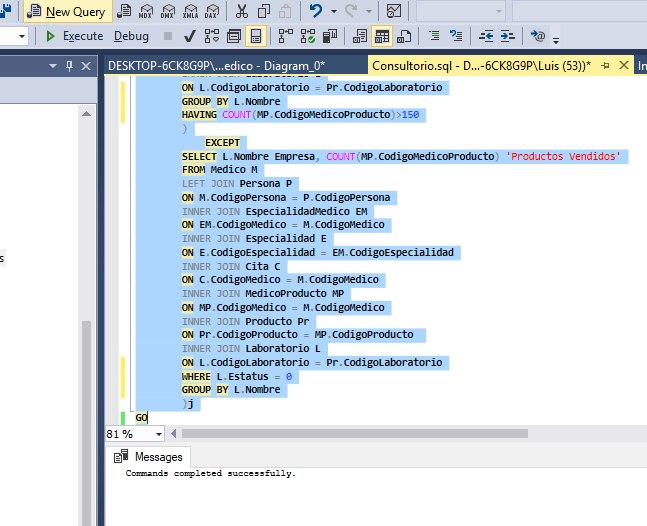 New Query MDX DMX XMLA DAX
Execute Debug
DESKTOP-6CK8G9P\...edico - Diagram_0* Consultorio.sql - D...-6CK8G9P\Luis (53))* In
ON L.CodigoLaboratorio = Pr.CodigoLaboratorio
GROUP BY L.Nombre
HAVING COUNT(MP.CodigoMedicoProducto)>150
)
EXCEPT
SELECT L.Nombre Empresa, COUNT(MP.CodigoMedicoProducto) 'Productos Vendidos'
FROM Medico M
LEFT JOIN Persona P
ON M.CodigoPersona = P.CodigoPersona
INNER JOIN EspecialidadMedico EM
ON EM.CodigoMedico = M.CodigoMedico
INNER JOIN Especialidad E
ON E.CodigoEspecialidad = EM.CodigoEspecialidad
INNER JOIN Cita C
ON C.CodigoMedico = M.CodigoMedico
INNER JOIN MedicoProducto MP
ON MP.CodigoMedico = M.CodigoMedico
INNER JOIN Producto Pr
ON Pr.CodigoProducto = MP.CodigoProducto
INNER JOIN Laboratorio L
ON L.CodigoLaboratorio = Pr.CodigoLaboratorio
WHERE L.Estatus = 0
GROUP BY L.Nombre
)j
GO
s
81 %
Messages
Commands completed successfully.